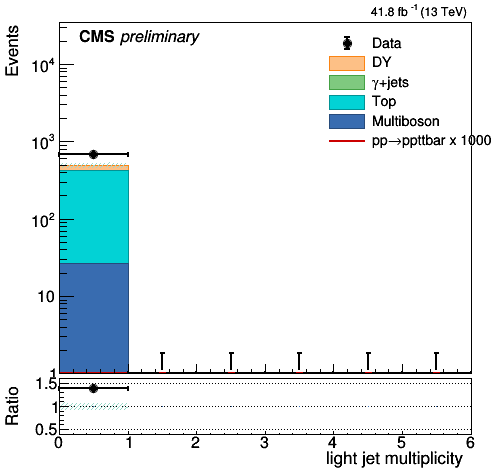 41.8 fb⁻¹ (13 TeV)
CMS preliminary
Events
10⁴
10³
10²
10
1
Data
DY
γ+jets
Top
Multiboson
pp→ppttbar x 1000
Ratio
1.5
1
0.5
0 1 2 3 4 5 6
light jet multiplicity